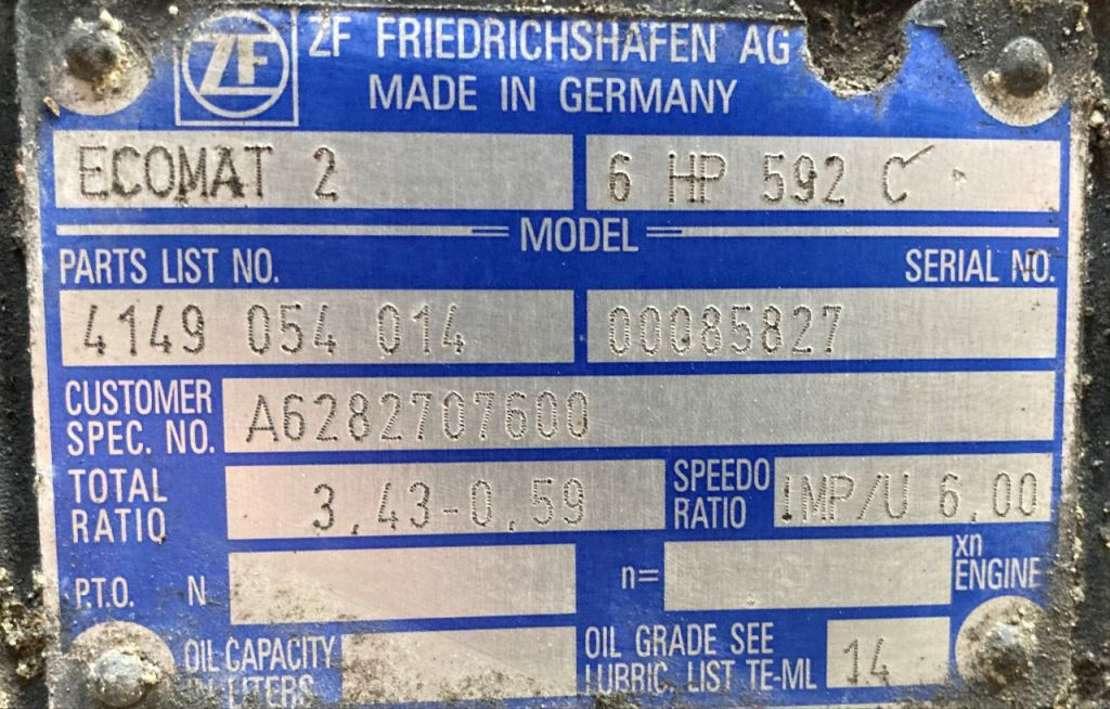 ZF ZF FRIEDRICHSHAFEN AG
MADE IN GERMANY
ECOMAT 2 6 HP 592 C
MODEL
PARTS LIST NO. SERIAL NO.
4149 054 014 00085827
CUSTOMER SPEC. NO. A6282707600
TOTAL RATIO 3,43-0,59 SPEEDO RATIO IMP/U 6,00
P.T.O. N n= xn ENGINE
OIL CAPACITY IN LITERS OIL GRADE SEE LUBRIC. LIST TE-ML 14